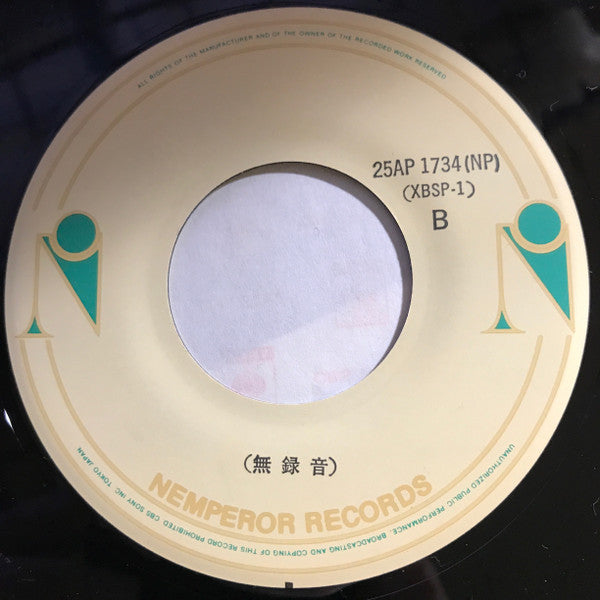 ALL RIGHTS OF THE MANUFACTURER AND OF THE OWNER OF THE RECORDED WORK RESERVED
25AP 1734(NP)
(XBSP-1)
B
(無録音)
NEMPEROR RECORDS
UNAUTHORIZED PUBLIC PERFORMANCE, BROADCASTING AND COPYING OF THIS RECORD PROHIBITED. CBS SONY INC. TOKYO JAPAN